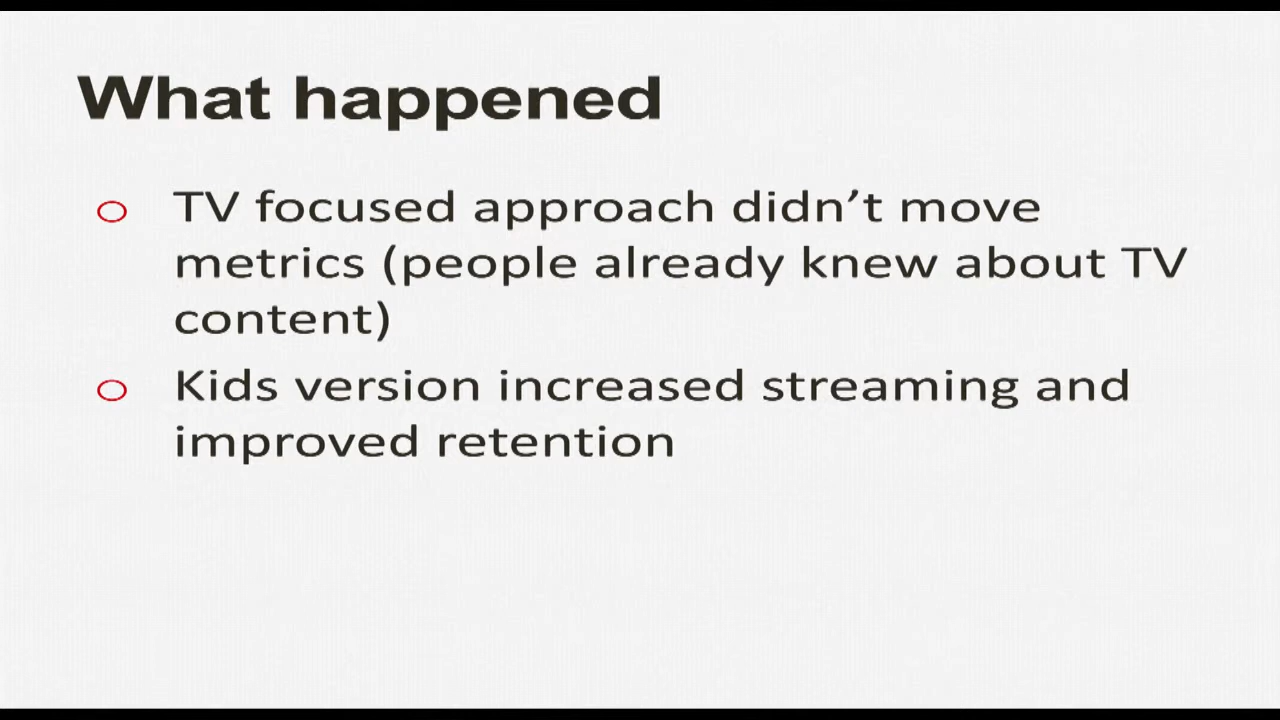 What happened
TV focused approach didn’t move
metrics (people already knew about TV
content)
Kids version increased streaming and
improved retention